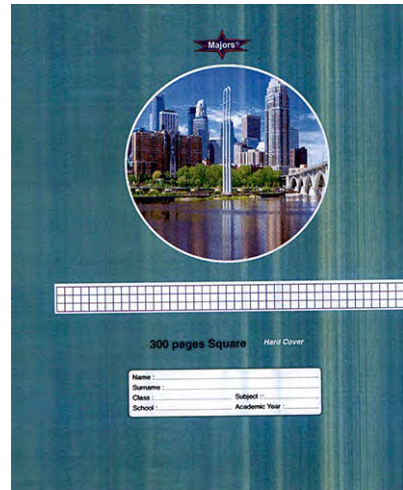 Majors®
300 pages Square Hard Cover
Name :
Surname :
Class : Subject :
School : Academic Year :